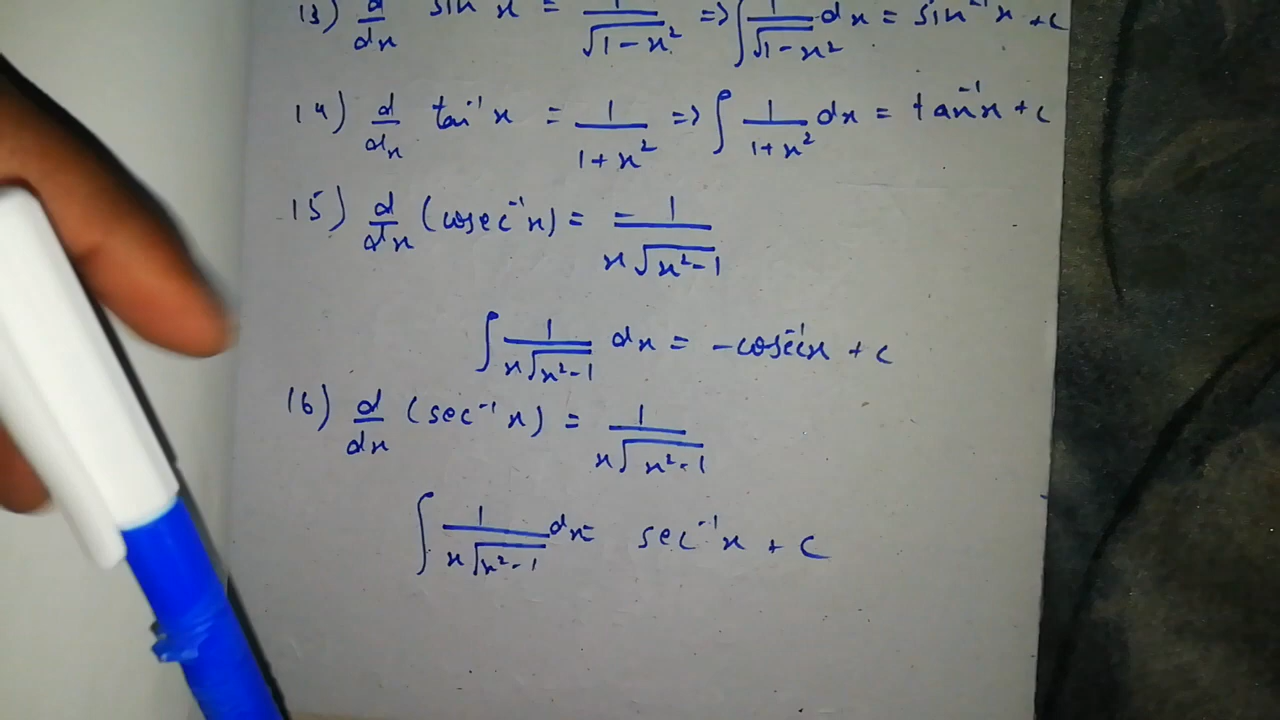 13) d/dx sin x = 1/√1-x² => ∫ 1/√1-x² dx = sin⁻¹x + c
14) d/dx tan⁻¹x = 1/1+x² => ∫ 1/1+x² dx = tan⁻¹x + c
15) d/dx (cosec⁻¹x) = -1/x√x²-1
∫ 1/x√x²-1 dx = -cosec⁻¹x + c
16) d/dx (sec⁻¹x) = 1/x√x²-1
∫ 1/x√x²-1 dx = sec⁻¹x + c